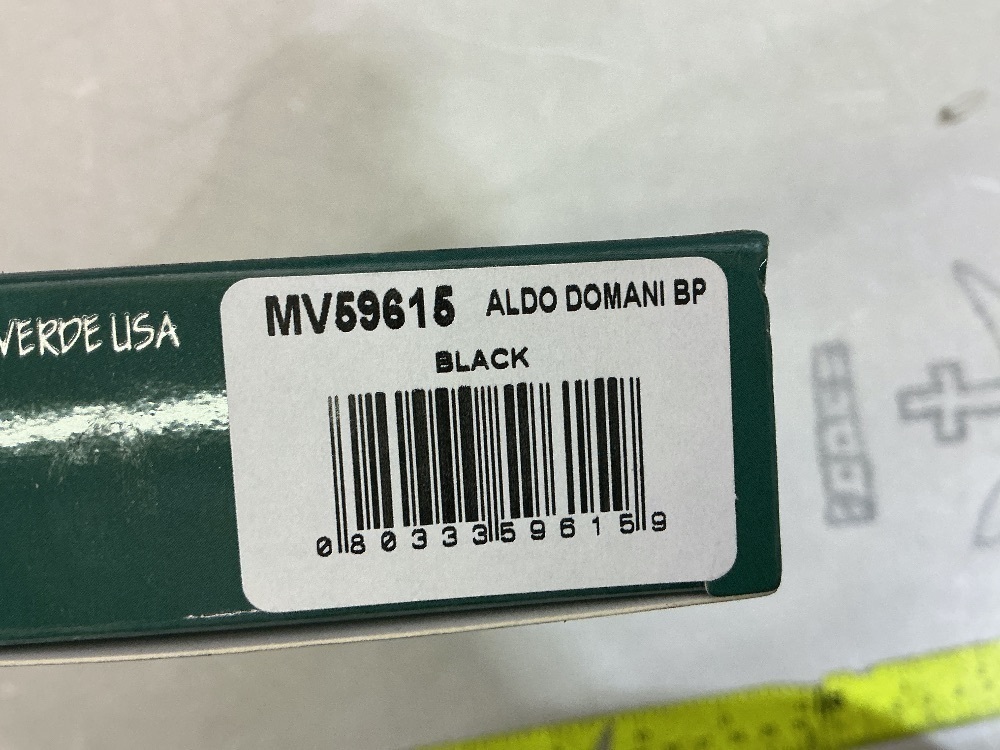 VERDE USA
MV59615 ALDO DOMANI BP
BLACK
0 80333 59615 9